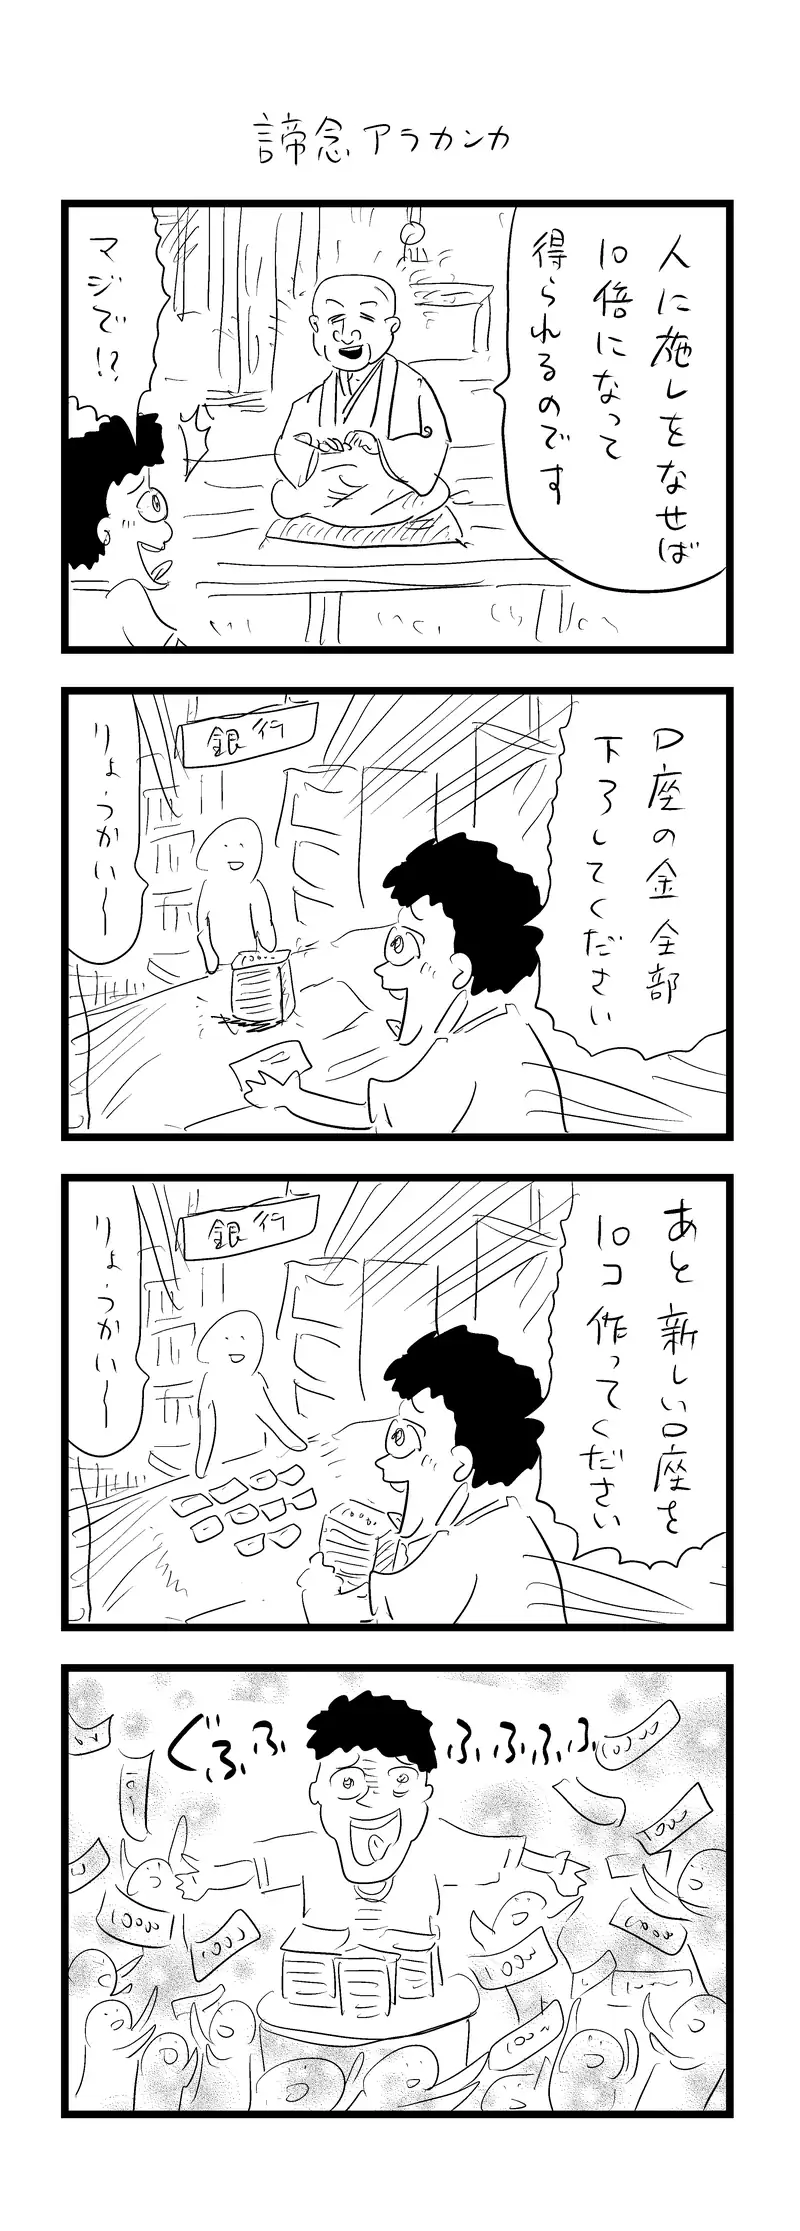 諦念アラカンカ
人に施しをなせば
10倍になって
得られるのです
マジで!?
口座の金全部
下ろしてください
銀行
りょ・うかい〜
あと新しい口座を
10コ作ってください
銀行
りょ・うかい〜
ぐふふ
ふふふふ